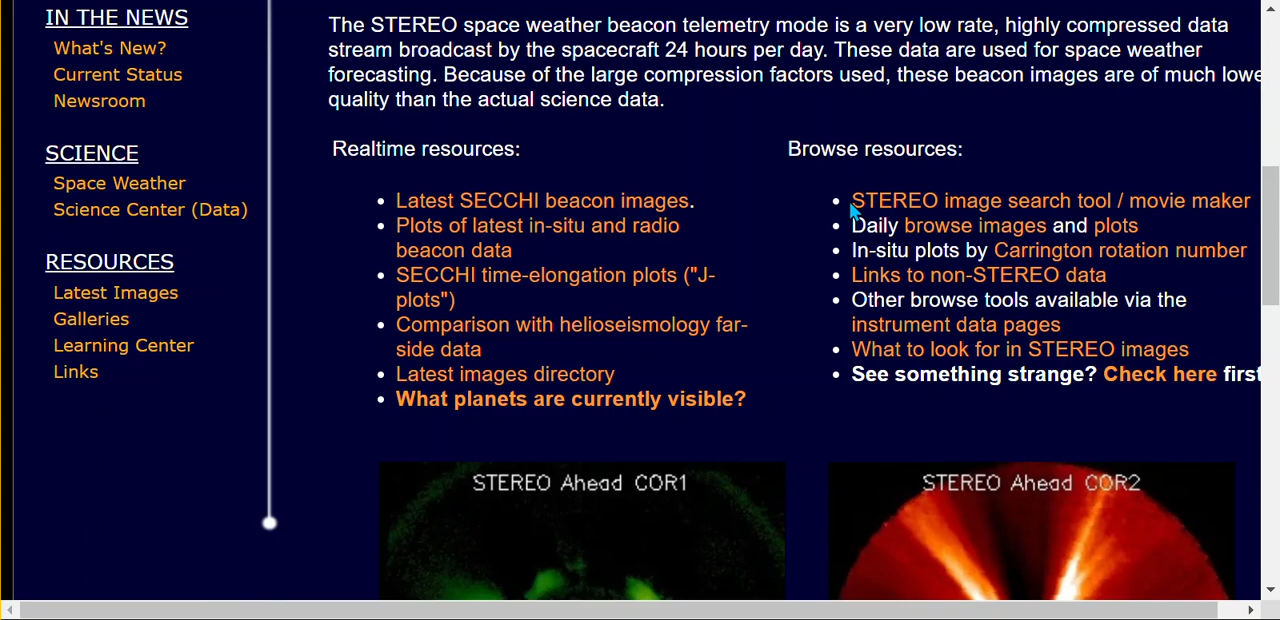 IN THE NEWS
What's New?
Current Status
Newsroom
SCIENCE
Space Weather
Science Center (Data)
RESOURCES
Latest Images
Galleries
Learning Center
Links
The STEREO space weather beacon telemetry mode is a very low rate, highly compressed data
stream broadcast by the spacecraft 24 hours per day. These data are used for space weather
forecasting. Because of the large compression factors used, these beacon images are of much lowe
quality than the actual science data.
Realtime resources:
Latest SECCHI beacon images.
Plots of latest in-situ and radio
beacon data
SECCHI time-elongation plots ("J-
plots")
Comparison with helioseismology far-
side data
Latest images directory
What planets are currently visible?
Browse resources:
STEREO image search tool / movie maker
Daily browse images and plots
In-situ plots by Carrington rotation number
Links to non-STEREO data
Other browse tools available via the
instrument data pages
What to look for in STEREO images
See something strange? Check here first
STEREO Ahead COR1
STEREO Ahead COR2